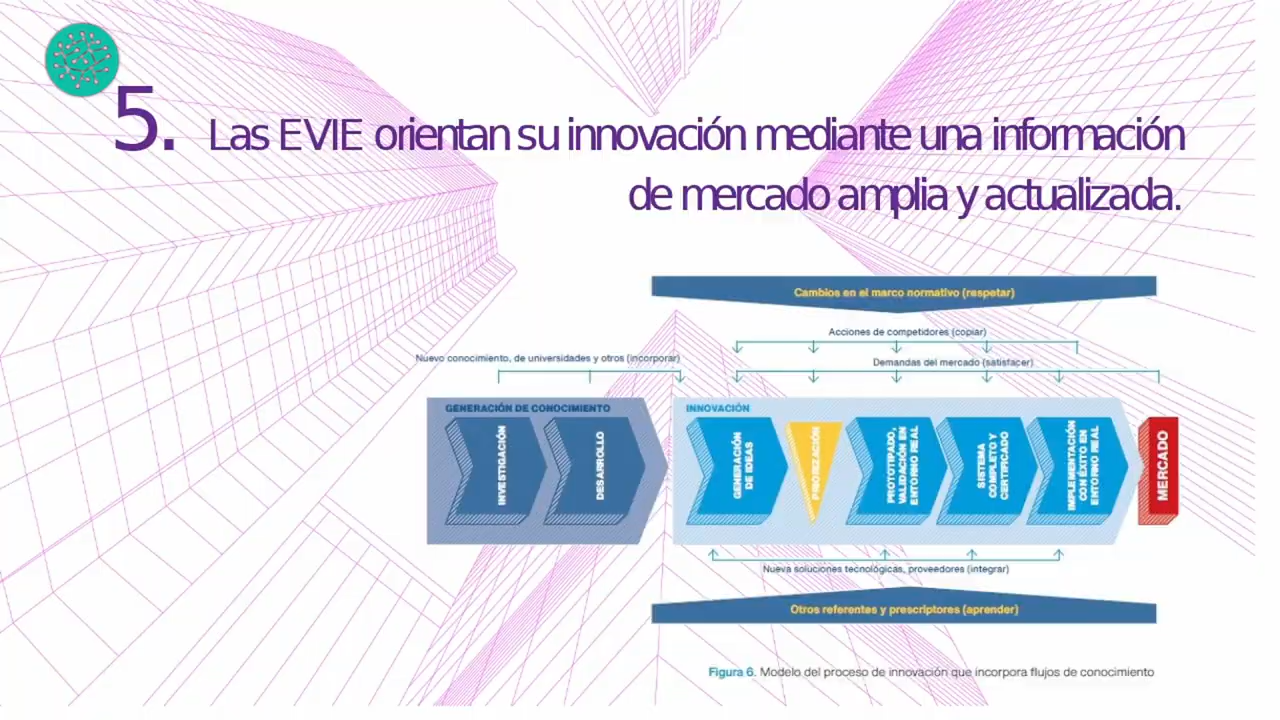 5. Las EVIE orientan su innovación mediante una información
de mercado amplia y actualizada.
Cambios en el marco normativo (respetar)
Acciones de competidores (copiar)
Nuevo conocimiento, de universidades y otros (incorporar)
Demandas del mercado (satisfacer)
GENERACIÓN DE CONOCIMIENTO
INVESTIGACIÓN
DESARROLLO
INNOVACIÓN
GENERACIÓN
DE IDEAS
PRIORIZACIÓN
PROTOTIPADO,
VALIDACIÓN EN
ENTORNO REAL
SISTEMA
COMPLETO Y
CERTIFICADO
IMPLEMENTACIÓN
CON ÉXITO EN
ENTORNO REAL
MERCADO
Nueva soluciones tecnológicas, proveedores (integrar)
Otros referentes y prescriptores (aprender)
Figura 6. Modelo del proceso de innovación que incorpora flujos de conocimiento